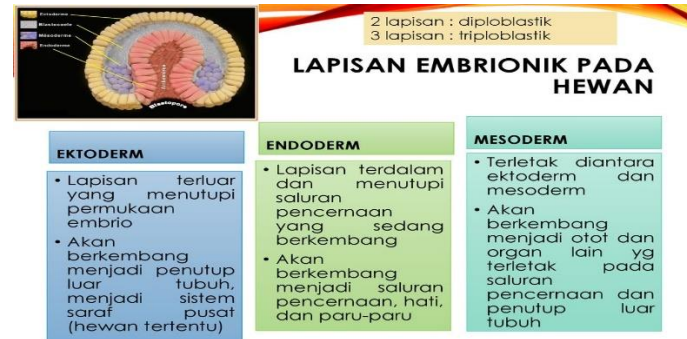 Ectoderme
Blastocoele
Mesoderme
Endoderme
Blastopore
2 lapisan : diploblastik
3 lapisan : triploblastik
LAPISAN EMBRIONIK PADA
HEWAN
EKTODERM
• Lapisan terluar
yang menutupi
permukaan
embrio
• Akan
berkembang
menjadi penutup
luar tubuh,
menjadi sistem
saraf pusat
(hewan tertentu)
ENDODERM
• Lapisan terdalam
dan menutupi
saluran
pencernaan
yang sedang
berkembang
• Akan
berkembang
menjadi saluran
pencernaan, hati,
dan paru-paru
MESODERM
• Terletak diantara
ektoderm dan
mesoderm
• Akan
berkembang
menjadi otot dan
organ lain yg
terletak pada
saluran
pencernaan dan
penutup luar
tubuh